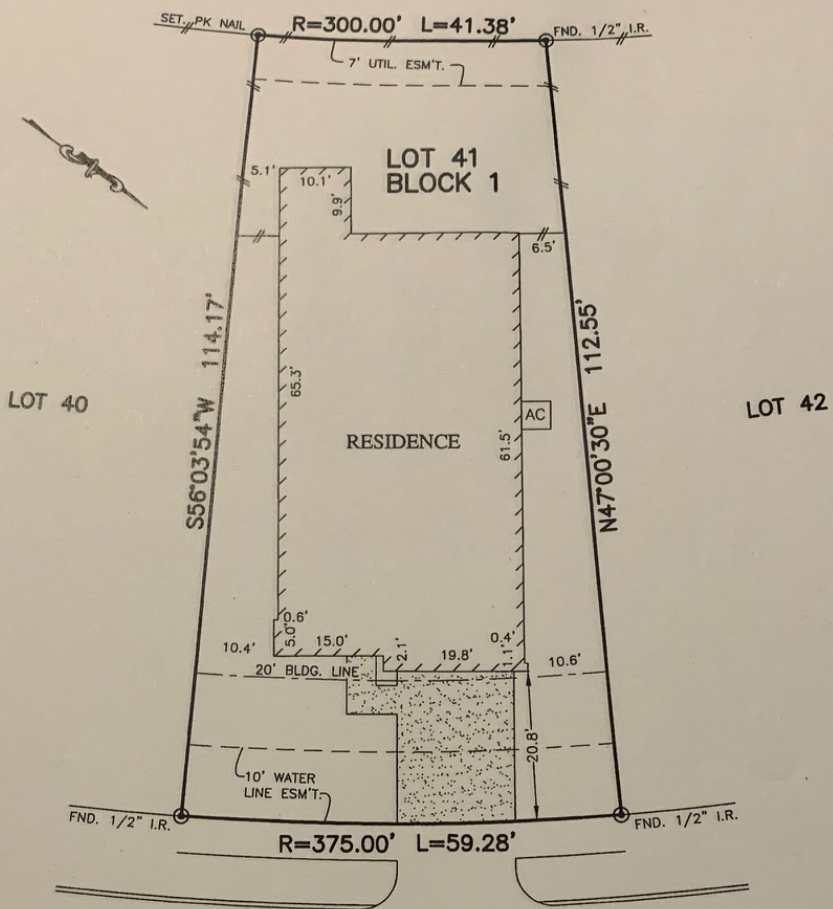 SET. PK NAIL
R=300.00' L=41.38'
FND. 1/2" I.R.
7' UTIL. ESM'T.
LOT 41
BLOCK 1
5.1'
10.1'
9.9'
6.5'
S56°03'54"W 114.17'
N47°00'30"E 112.55'
LOT 40
65.3'
RESIDENCE
AC
61.5'
LOT 42
0.6'
5.0'
10.4'
15.0'
2.1'
19.8'
0.4'
1.1'
10.6'
20' BLDG. LINE
20.8'
10' WATER
LINE ESM'T.
FND. 1/2" I.R.
R=375.00' L=59.28'
FND. 1/2" I.R.